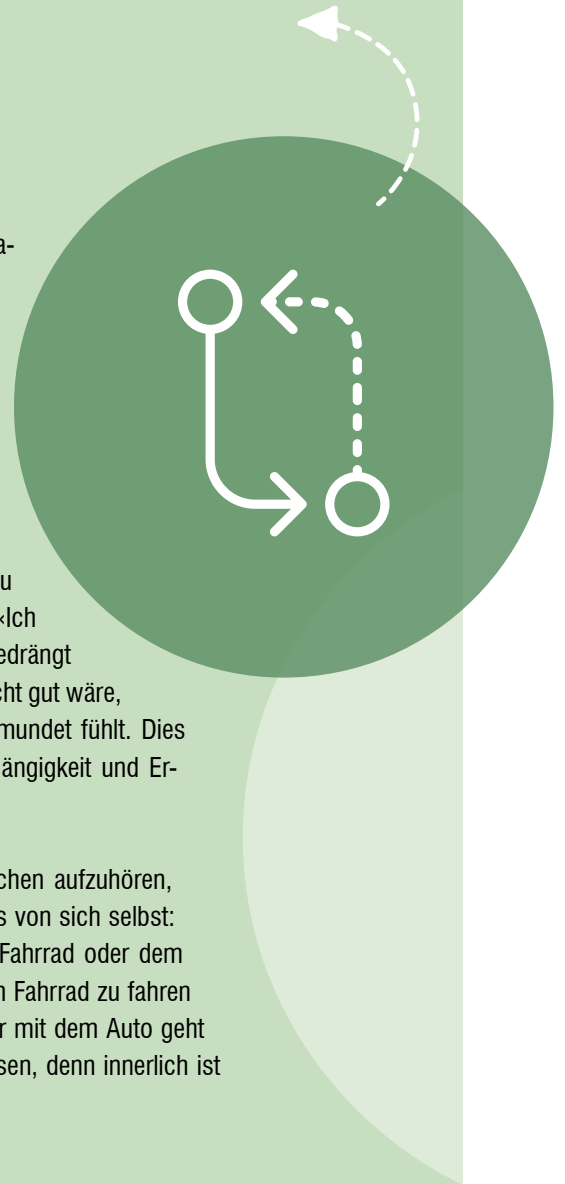 a-
u
«Ich
edrängt
cht gut wäre,
mundet fühlt. Dies
ängigkeit und Er-
chen aufzuhören,
s von sich selbst:
Fahrrad oder dem
n Fahrrad zu fahren
r mit dem Auto geht
sen, denn innerlich ist